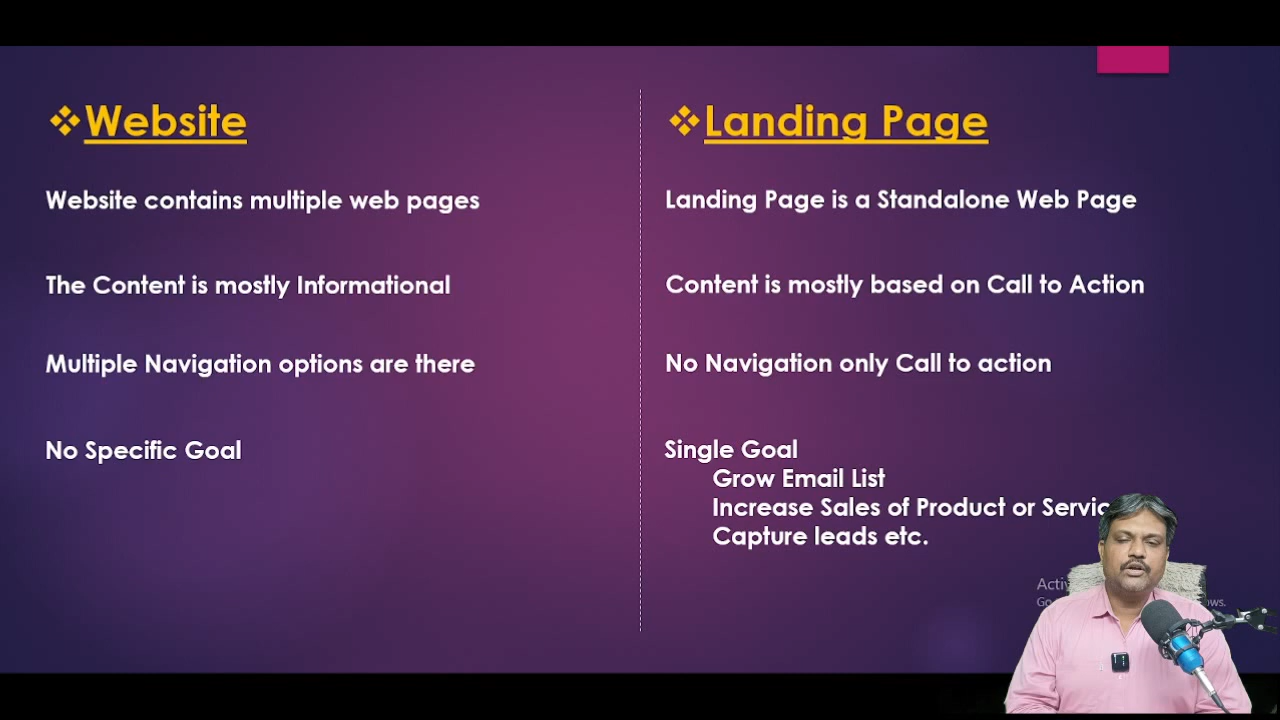 ❖Website
Website contains multiple web pages
The Content is mostly Informational
Multiple Navigation options are there
No Specific Goal
❖Landing Page
Landing Page is a Standalone Web Page
Content is mostly based on Call to Action
No Navigation only Call to action
Single Goal
Grow Email List
Increase Sales of Product or
Capture leads etc.